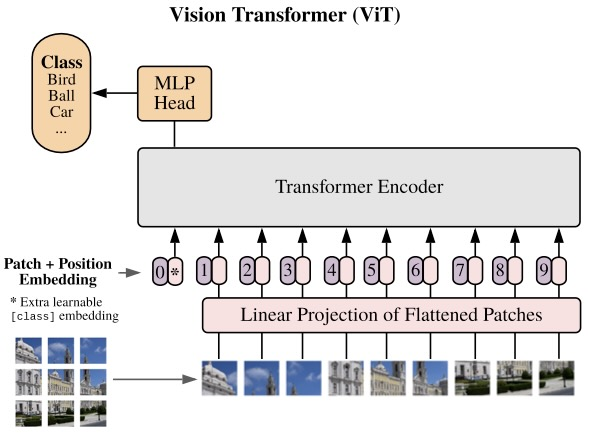 Vision Transformer (ViT)
Class
Bird
Ball
Car
...
MLP
Head
Transformer Encoder
Patch + Position
Embedding
0 * 1 2 3 4 5 6 7 8 9
* Extra learnable
[class] embedding
Linear Projection of Flattened Patches